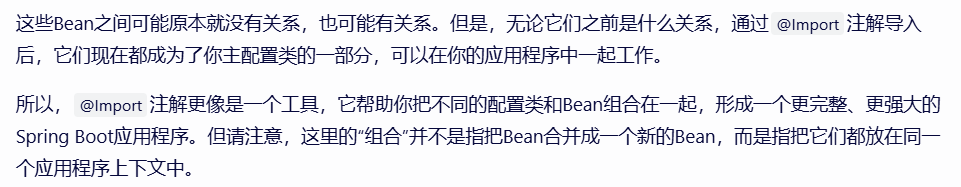 这些Bean之间可能原本就没有关系，也可能有关系。但是，无论它们之前是什么关系，通过 @Import 注解导入
后，它们现在都成为了你主配置类的一部分，可以在你的应用程序中一起工作。
所以， @Import 注解更像是一个工具，它帮助你把不同的配置类和Bean组合在一起，形成一个更完整、更强大的
Spring Boot应用程序。但请注意，这里的“组合”并不是指把Bean合并成一个新的Bean，而是指把它们都放在同一
个应用程序上下文中。